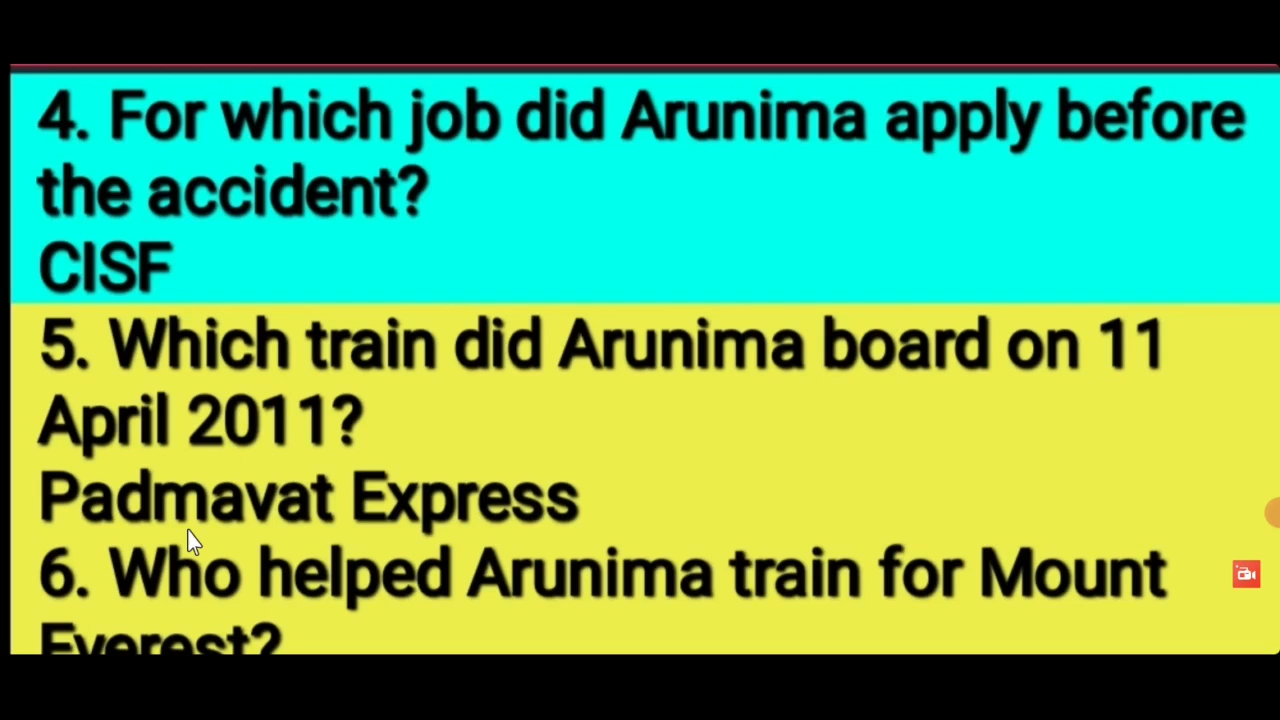 4. For which job did Arunima apply before
the accident?
CISF
5. Which train did Arunima board on 11
April 2011?
Padmavat Express
6. Who helped Arunima train for Mount
Everest?